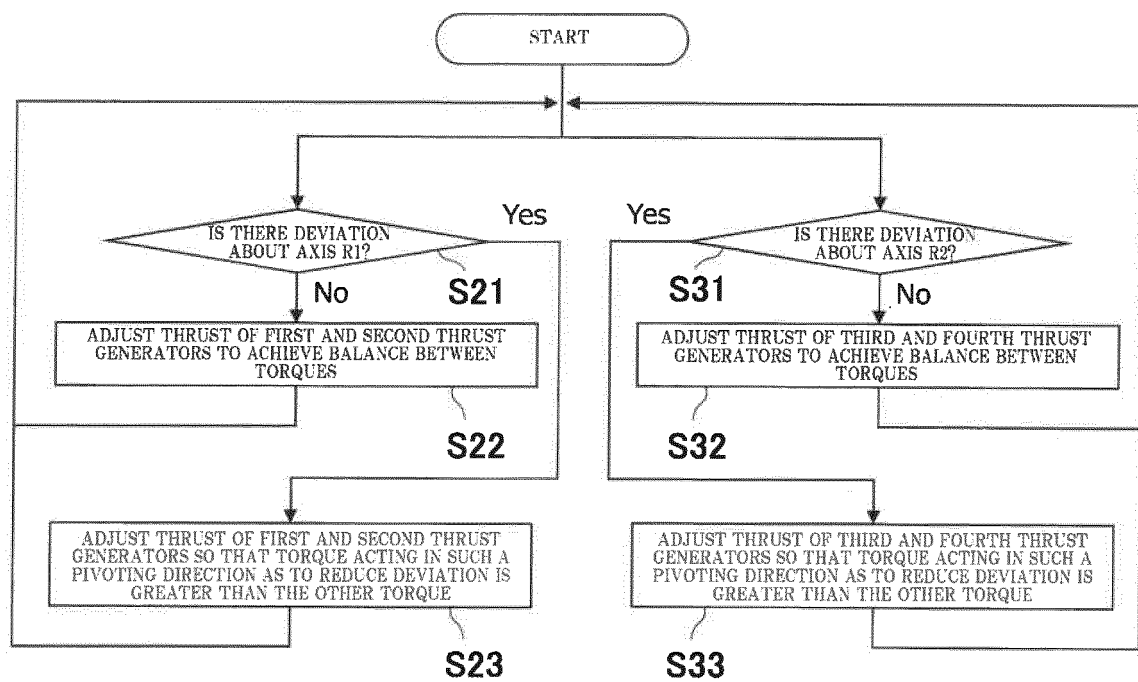 START
IS THERE DEVIATION
ABOUT AXIS R1?
Yes
S21
No
ADJUST THRUST OF FIRST AND SECOND THRUST
GENERATORS TO ACHIEVE BALANCE BETWEEN
TORQUES
S22
ADJUST THRUST OF FIRST AND SECOND THRUST
GENERATORS SO THAT TORQUE ACTING IN SUCH A
PIVOTING DIRECTION AS TO REDUCE DEVIATION IS
GREATER THAN THE OTHER TORQUE
S23
Yes
IS THERE DEVIATION
ABOUT AXIS R2?
S31
No
ADJUST THRUST OF THIRD AND FOURTH THRUST
GENERATORS TO ACHIEVE BALANCE BETWEEN
TORQUES
S32
ADJUST THRUST OF THIRD AND FOURTH THRUST
GENERATORS SO THAT TORQUE ACTING IN SUCH A
PIVOTING DIRECTION AS TO REDUCE DEVIATION IS
GREATER THAN THE OTHER TORQUE
S33